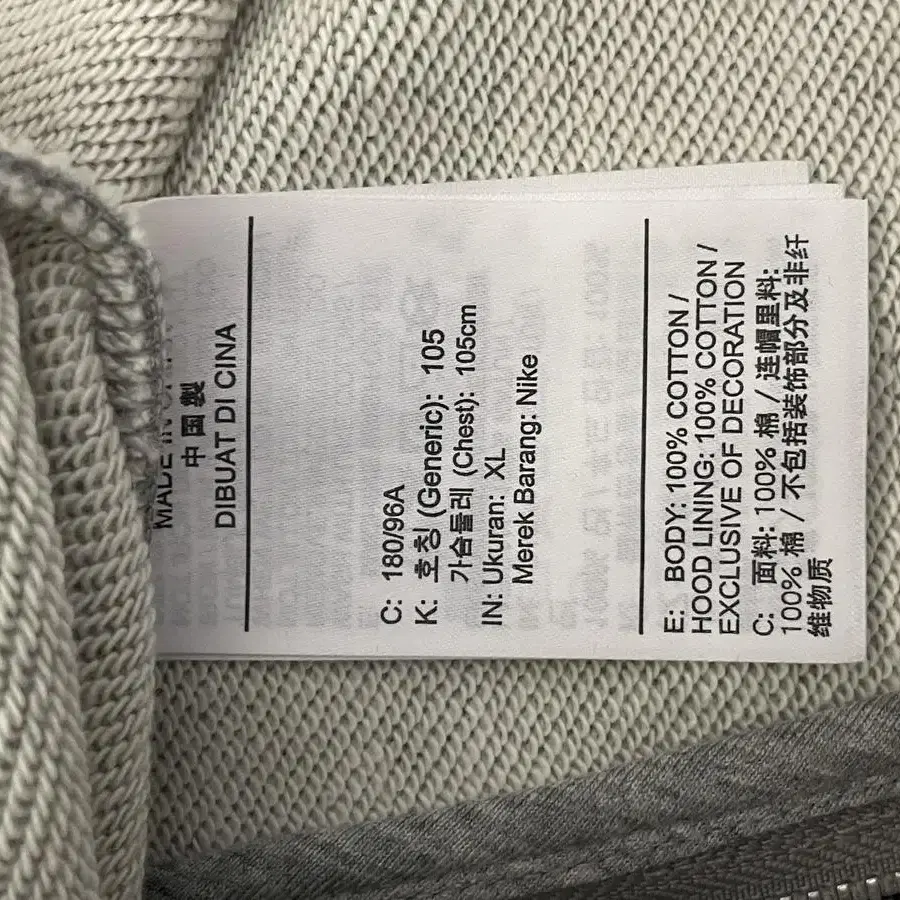 MADE IN
中国製
DIBUAT DI CINA
C: 180/96A
K: 호칭 (Generic): 105
가슴둘레 (Chest): 105cm
IN: Ukuran: XL
Merek Barang: Nike
E: BODY: 100% COTTON /
HOOD LINING: 100% COTTON /
EXCLUSIVE OF DECORATION
C: 面料: 100% 棉 / 连帽里料:
100% 棉 / 不包括装饰部分及非纤
维物质